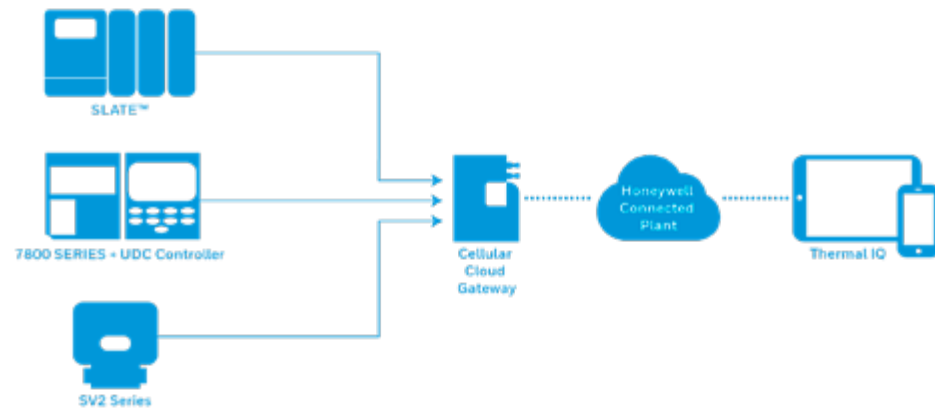 SLATE™
7800 SERIES + UDC Controller
SV2 Series
Cellular
Cloud
Gateway
Honeywell
Connected
Plant
Thermal IQ